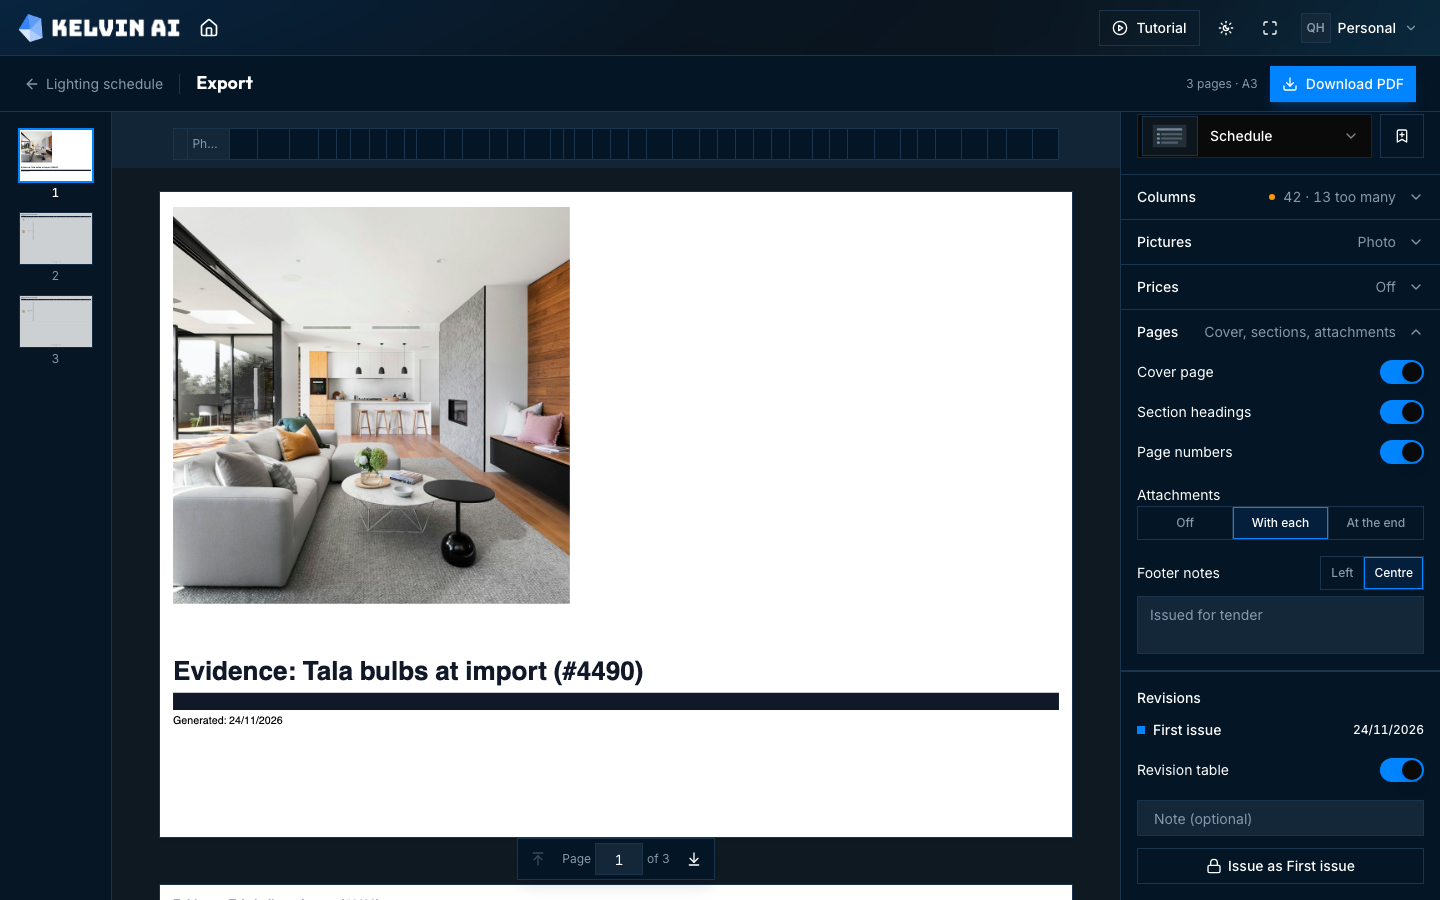 KELVIN AI
Tutorial
QH
Personal
Lighting schedule
Export
3 pages · A3
Download PDF
1
2
3
Ph...
Evidence: Tala bulbs at import (#4490)
Generated: 24/11/2026
Page
1
of 3
Schedule
Columns
42 · 13 too many
Pictures
Photo
Prices
Off
Pages
Cover, sections, attachments
Cover page
Section headings
Page numbers
Attachments
Off
With each
At the end
Footer notes
Left
Centre
Issued for tender
Revisions
First issue
24/11/2026
Revision table
Note (optional)
Issue as First issue